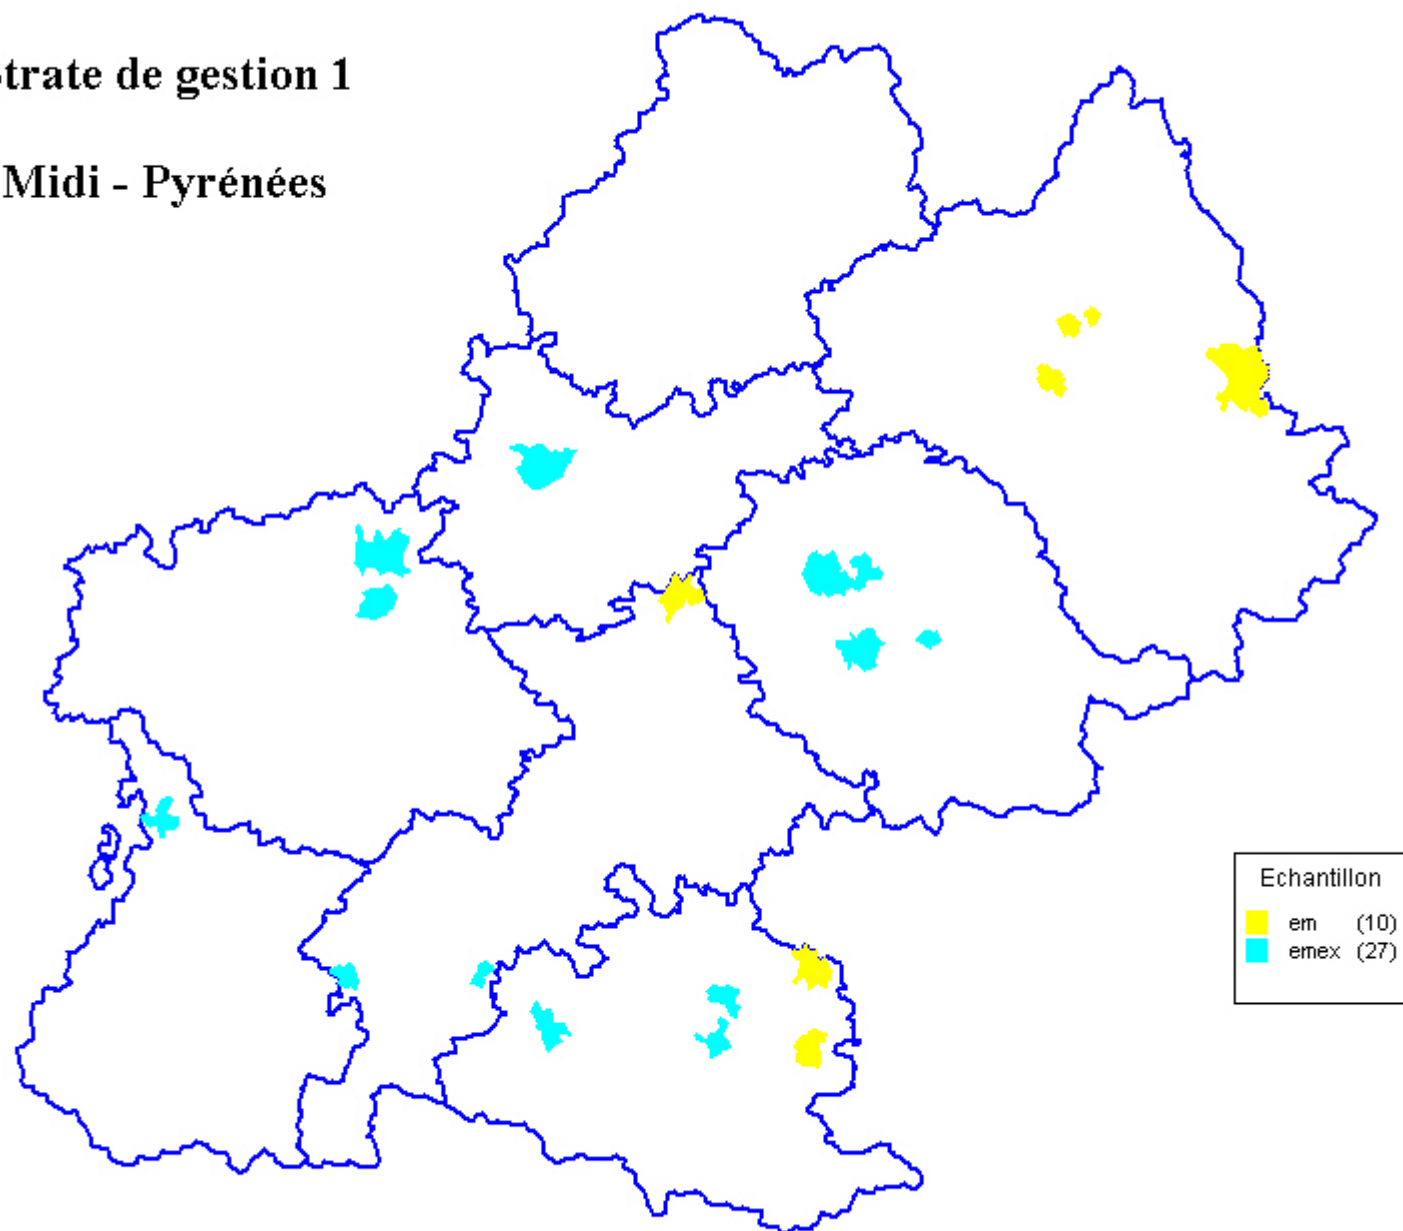 trate de gestion 1
Midi - Pyrénées
Echantillon
em (10)
emex (27)